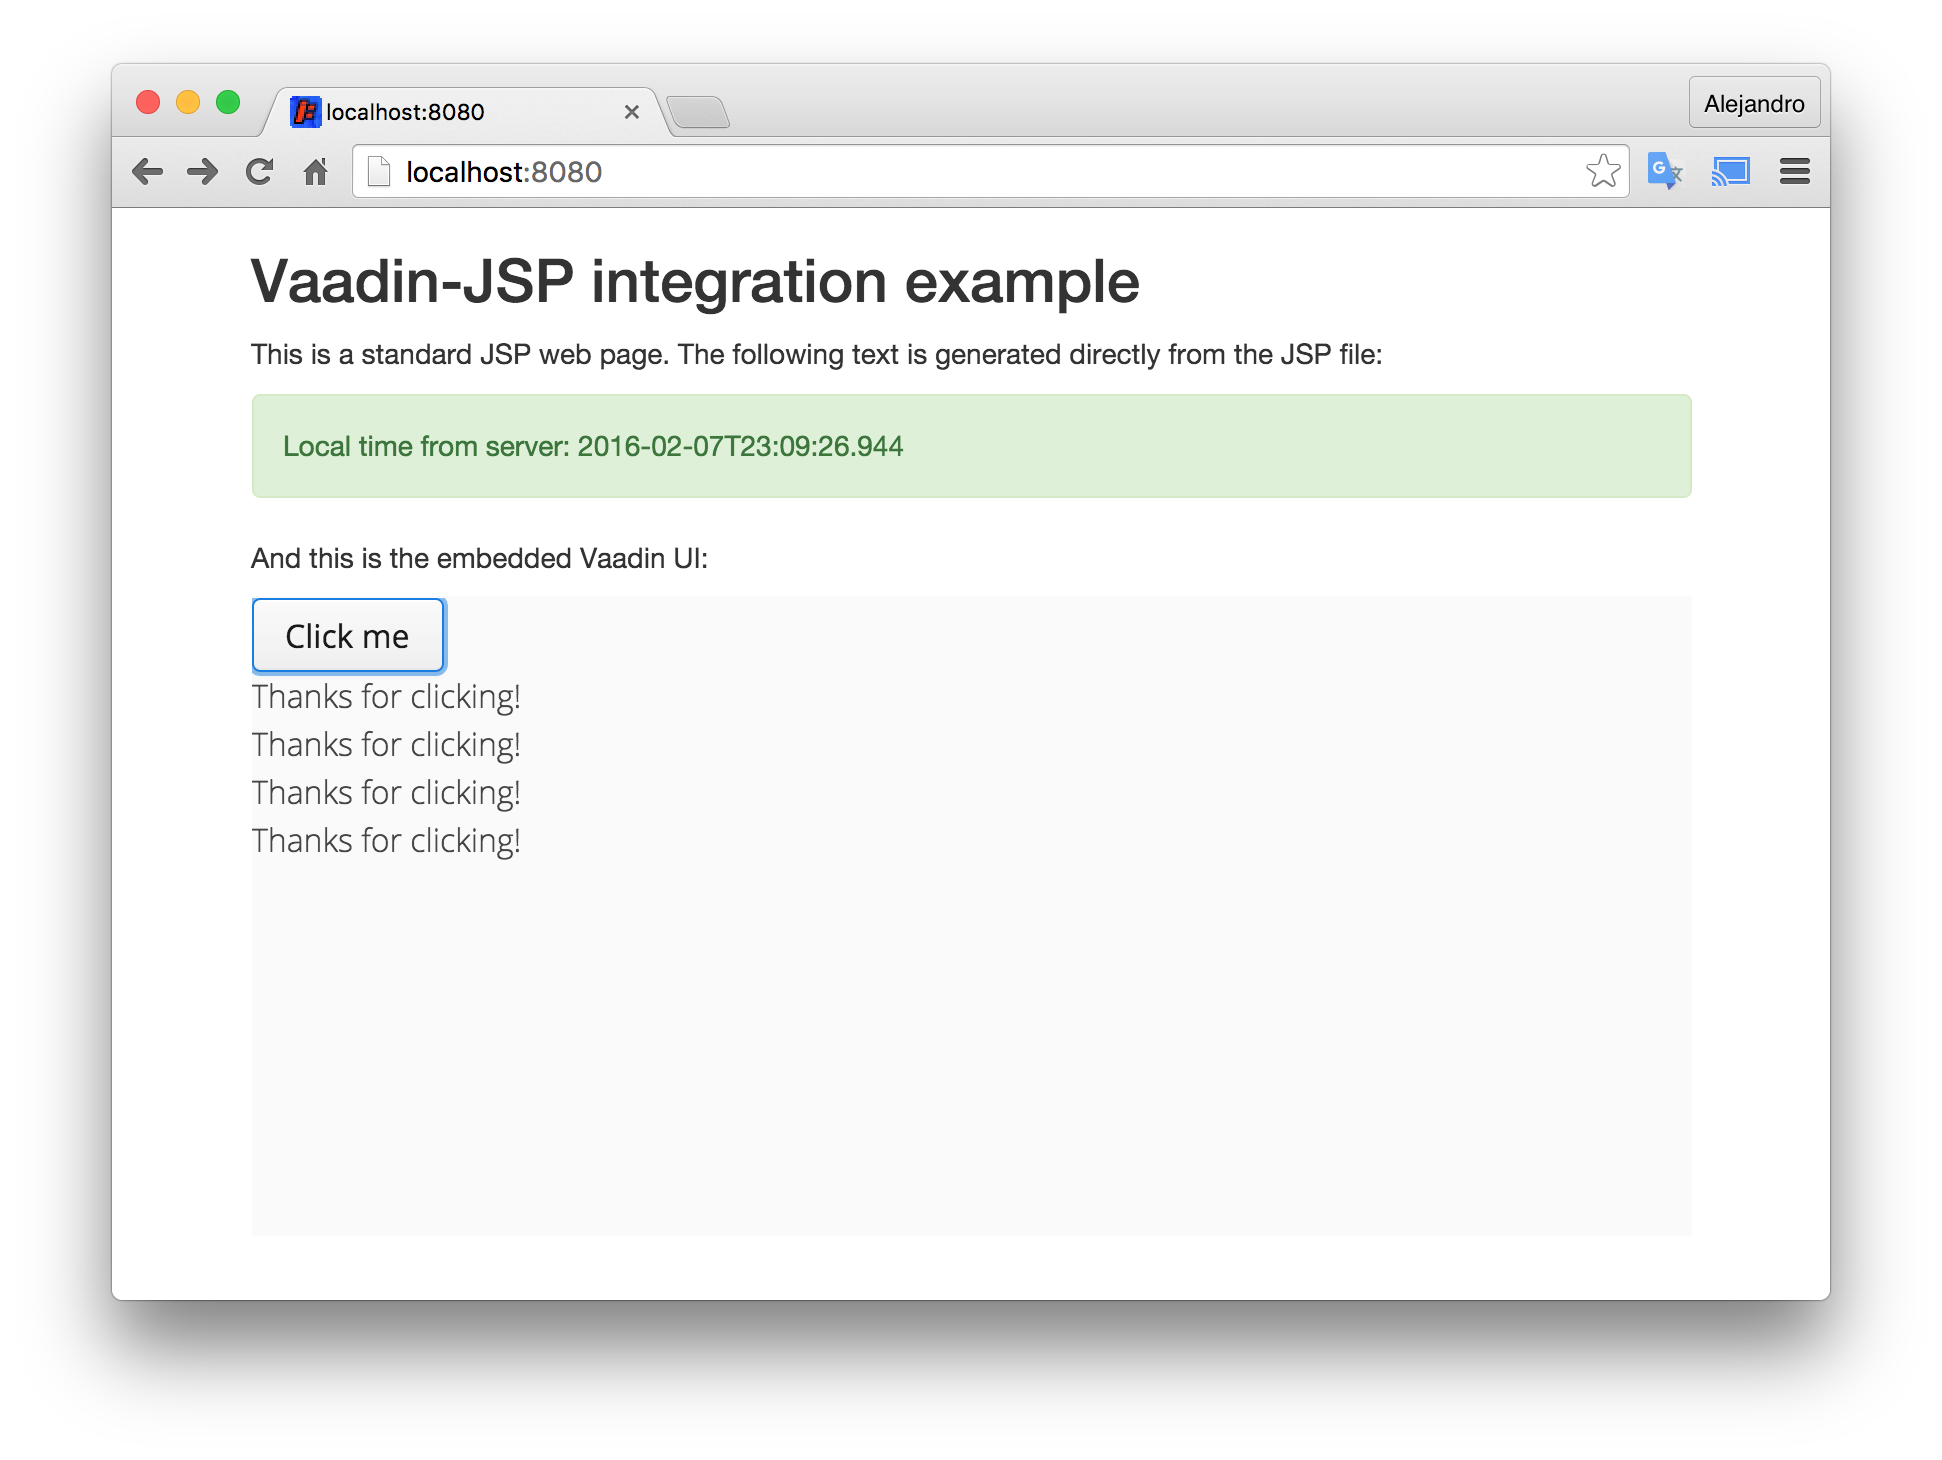 localhost:8080
Alejandro
localhost:8080
Vaadin-JSP integration example
This is a standard JSP web page. The following text is generated directly from the JSP file:
Local time from server: 2016-02-07T23:09:26.944
And this is the embedded Vaadin UI:
Click me
Thanks for clicking!
Thanks for clicking!
Thanks for clicking!
Thanks for clicking!